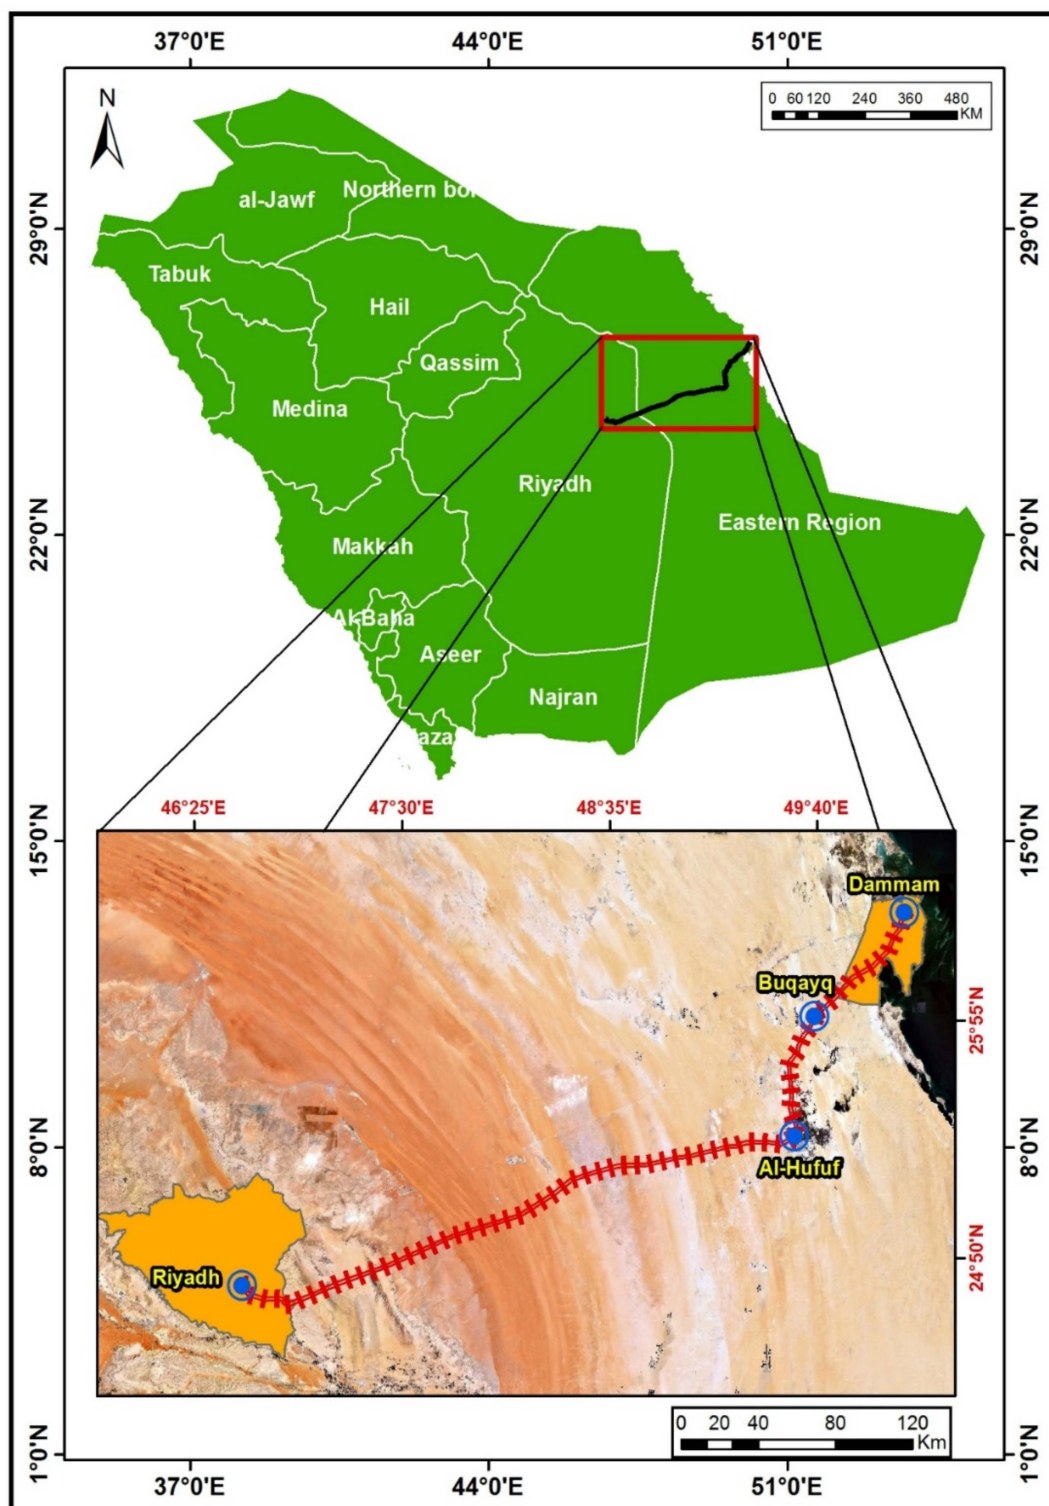 37°0'E 44°0'E 51°0'E
N
0 60 120 240 360 480
KM
29°0'N
29°0'N
al-Jawf
Northern bor
Tabuk
Hail
Qassim
Medina
Riyadh
Eastern Region
22°0'N
22°0'N
Makkah
Al-Baha
Aseer
Najran
aza
46°25'E 47°30'E 48°35'E 49°40'E
15°0'N
15°0'N
Dammam
Buqayq
25°55'N
8°0'N
8°0'N
Al-Hufuf
24°50'N
Riyadh
0 20 40 80 120
Km
1°0'N
1°0'N
37°0'E 44°0'E 51°0'E